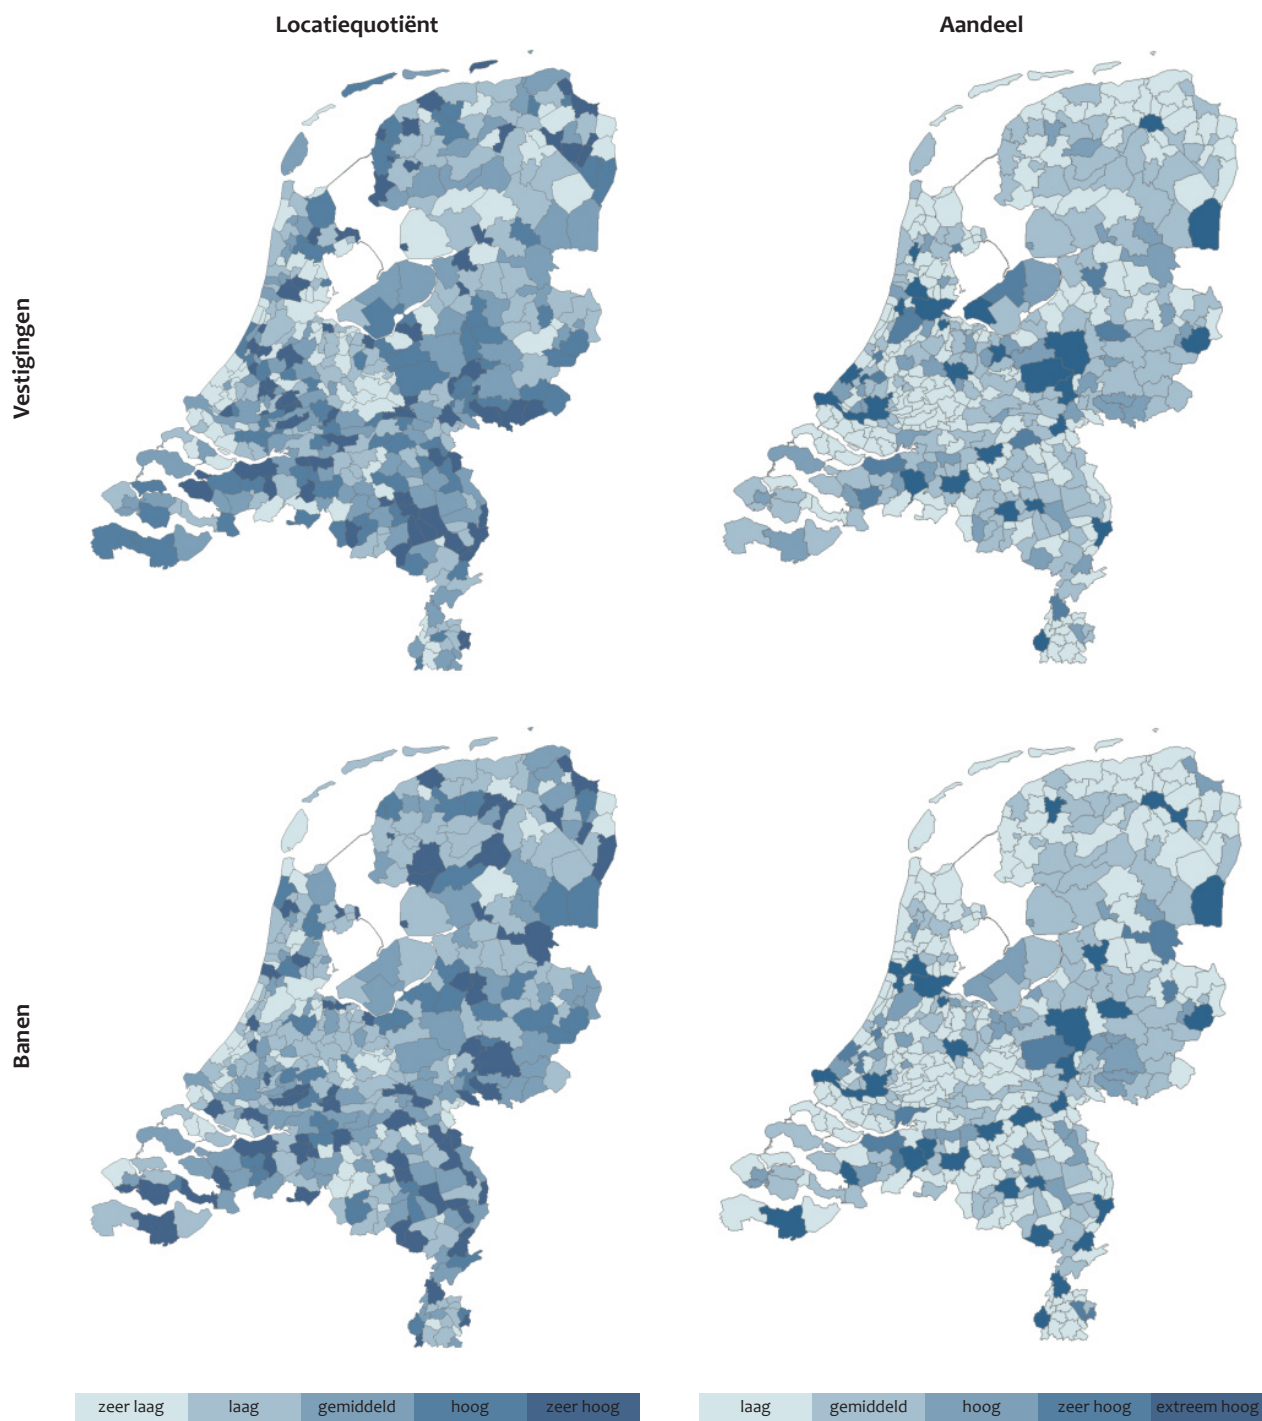 Locatiequotiënt Aandeel
Vestigingen
Banen
zeer laag laag gemiddeld hoog zeer hoog
laag gemiddeld hoog zeer hoog extreem hoog